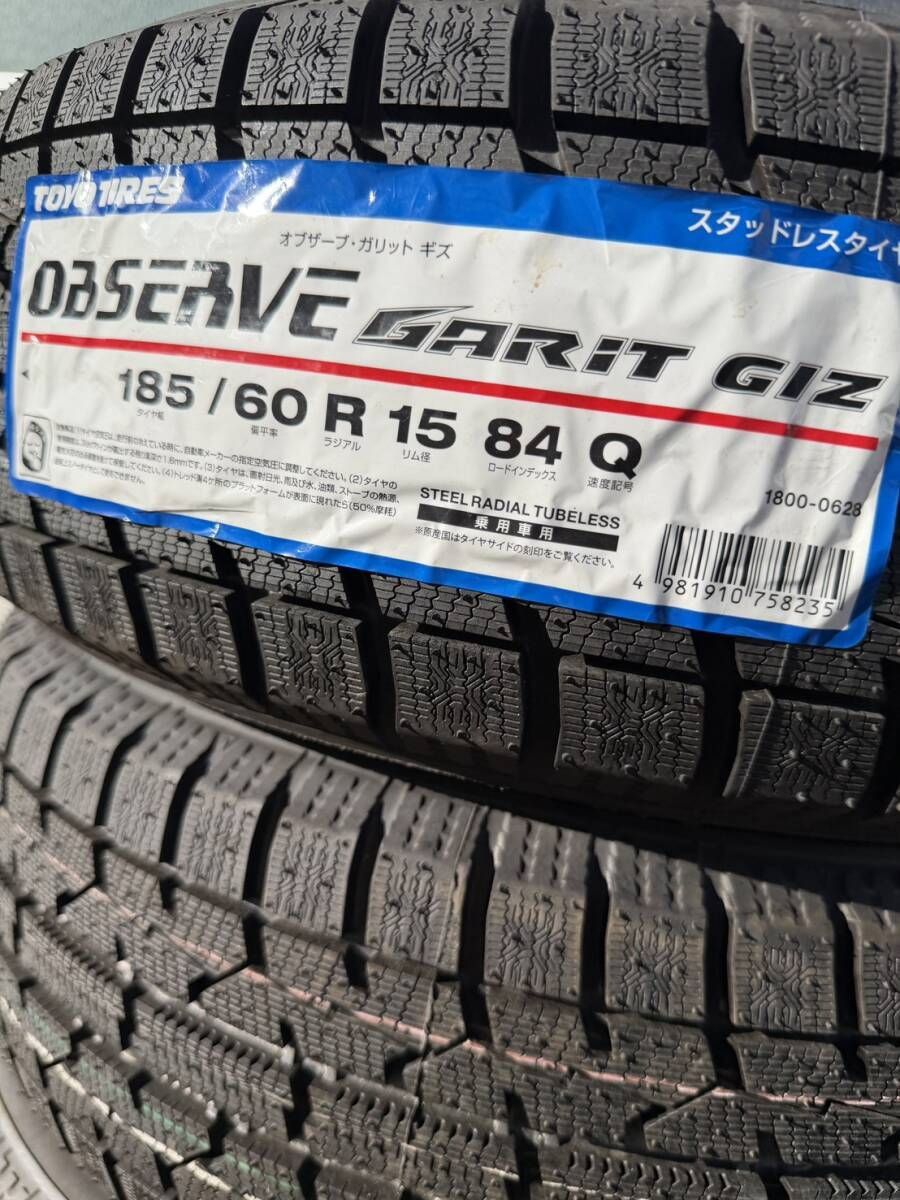 TOYO TIRES
スタッドレスタイヤ
オブザーブ・ガリット ギズ
OBSERVE GARIT GIZ
185 / 60 R 15 84 Q
タイヤ幅 偏平率 ラジアル リム径 ロードインデックス 速度記号
1800-0628
STEEL RADIAL TUBELESS
乗用車用
※原産国はタイヤサイドの刻印をご覧ください。
4 981910 758235